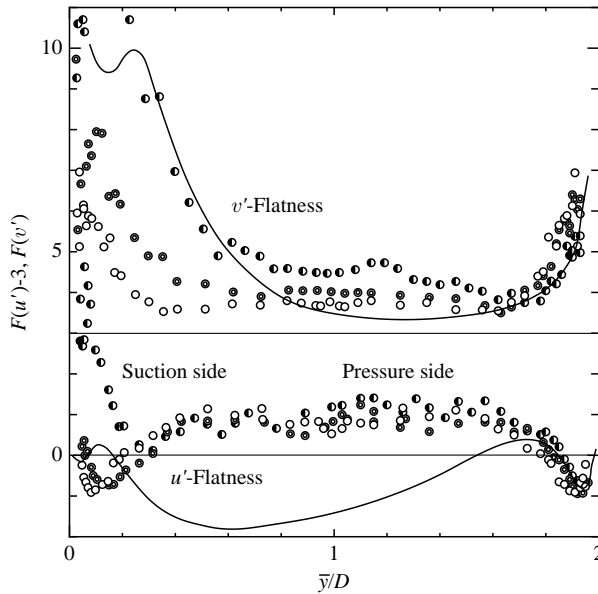 10
5
0
F(u′)-3, F(v′)
v′-Flatness
Suction side
Pressure side
u′-Flatness
0
1
2
y̅/D